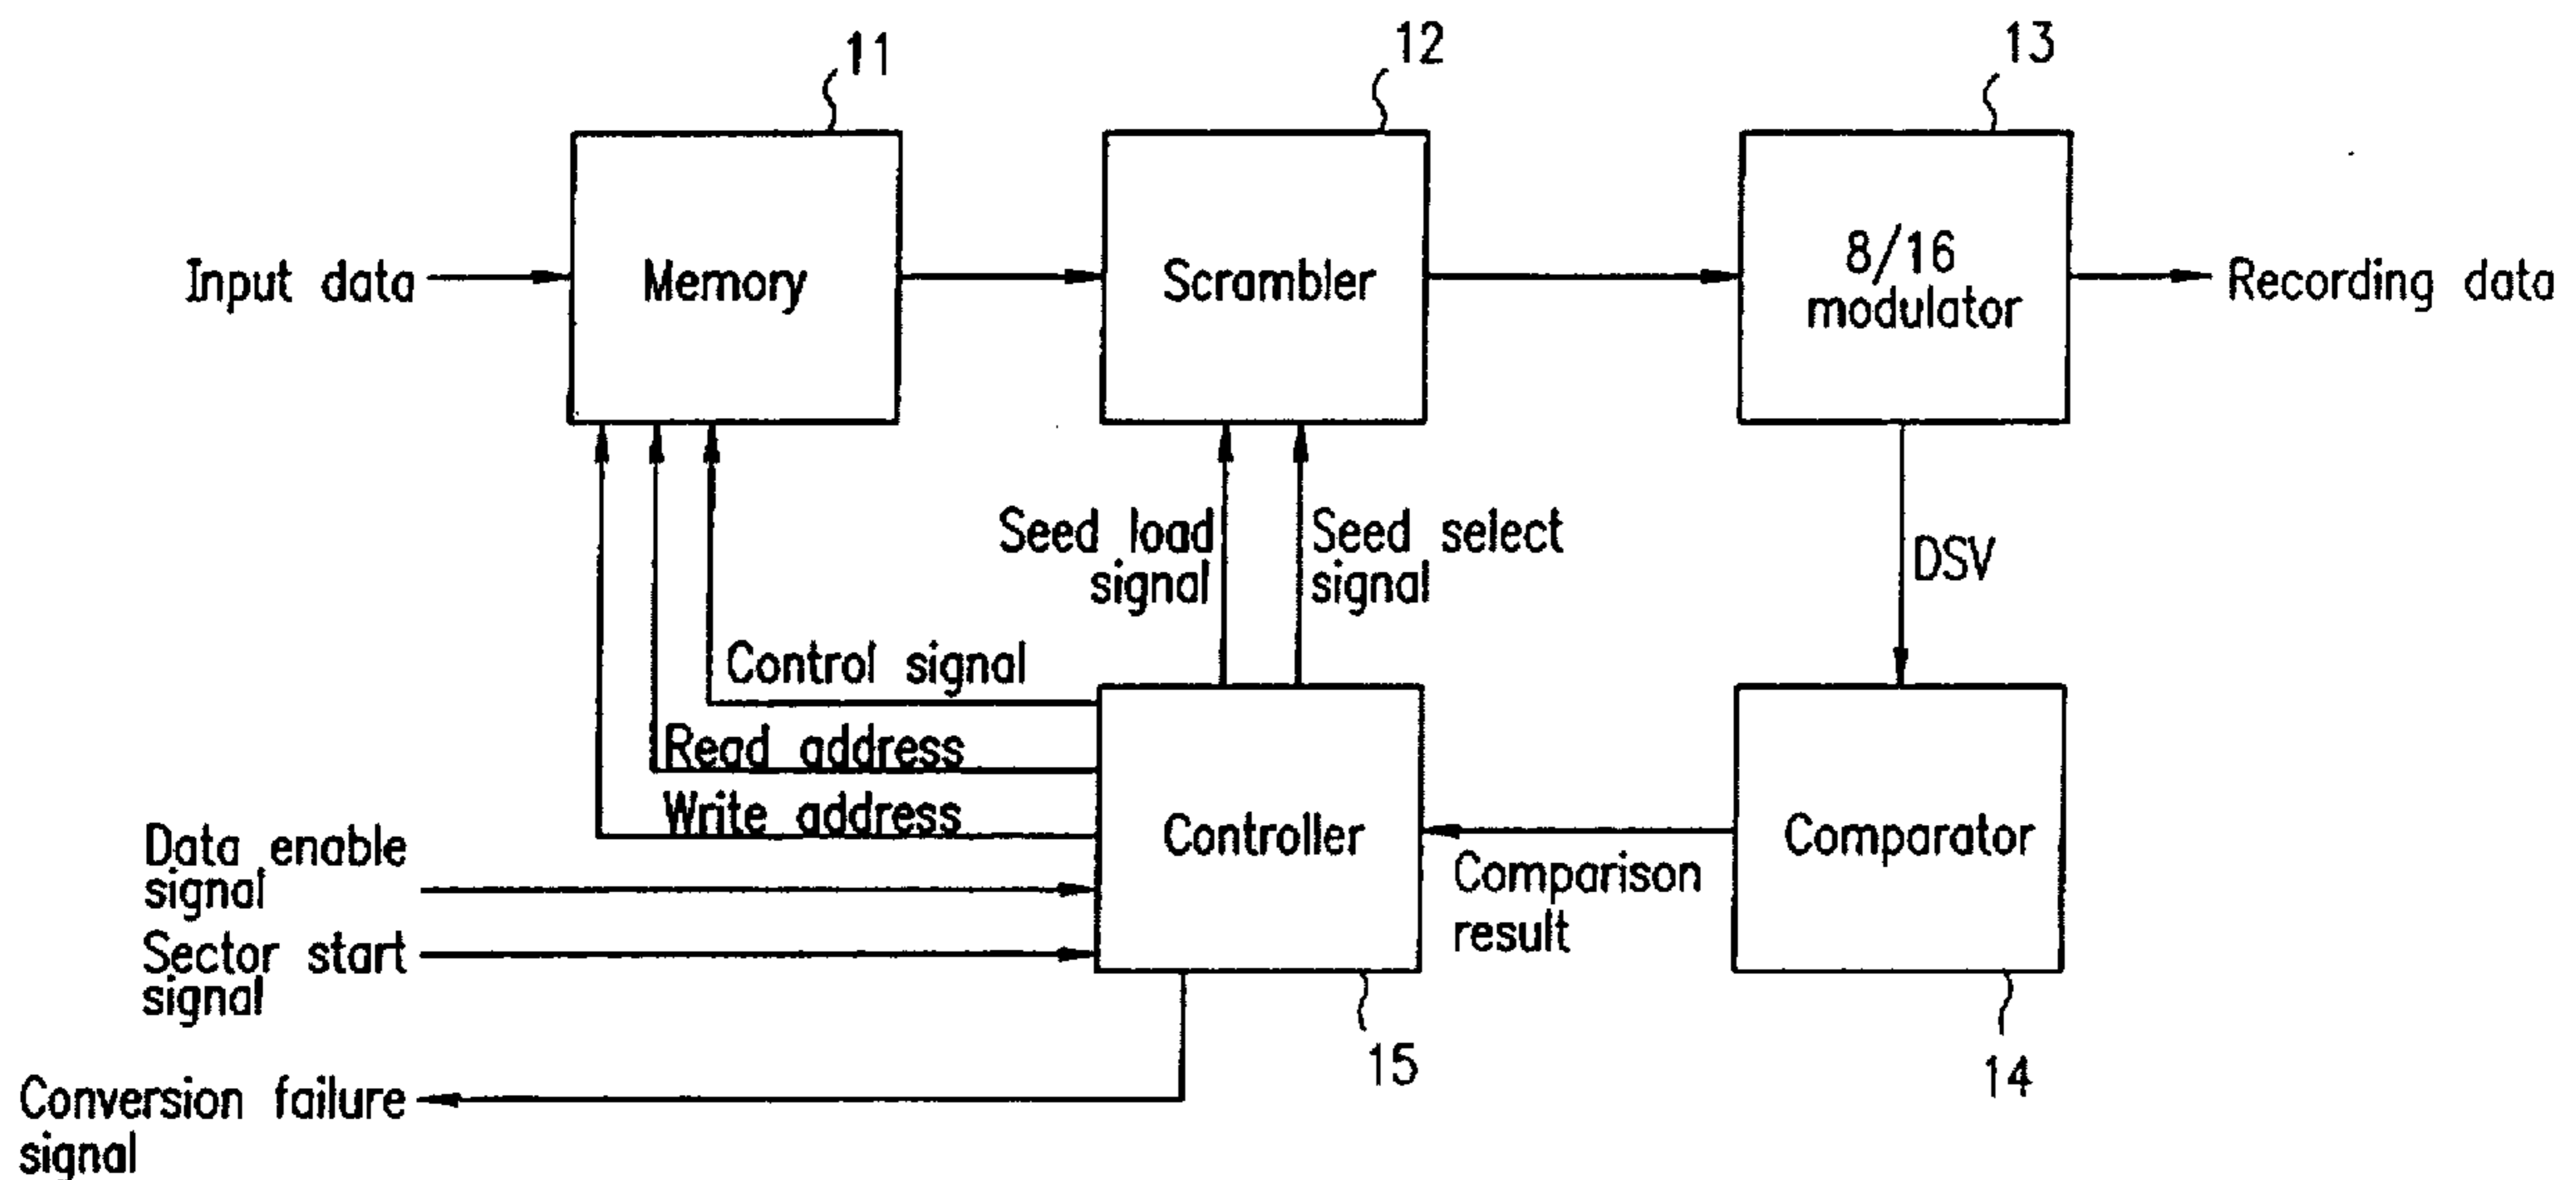 11
12
13
Input data
Memory
Scrambler
8/16
modulator
Recording data
Seed load
signal
Seed select
signal
DSV
Control signal
Read address
Write address
Controller
Comparator
Data enable
signal
Comparison
result
Sector start
signal
15
14
Conversion failure
signal